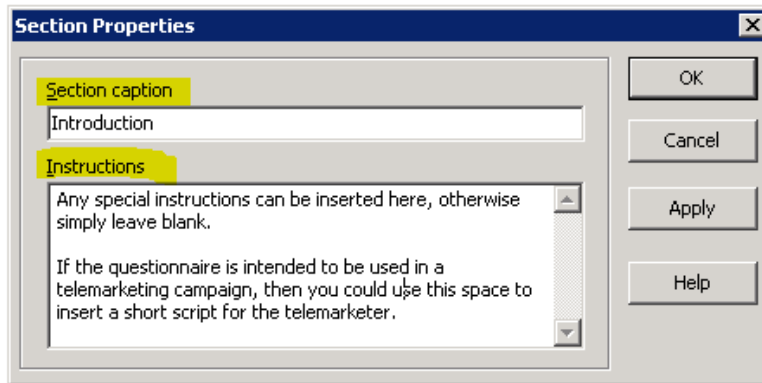 Section Properties
Section caption
Introduction
Instructions
Any special instructions can be inserted here, otherwise
simply leave blank.
If the questionnaire is intended to be used in a
telemarketing campaign, then you could use this space to
insert a short script for the telemarketer.
OK
Cancel
Apply
Help